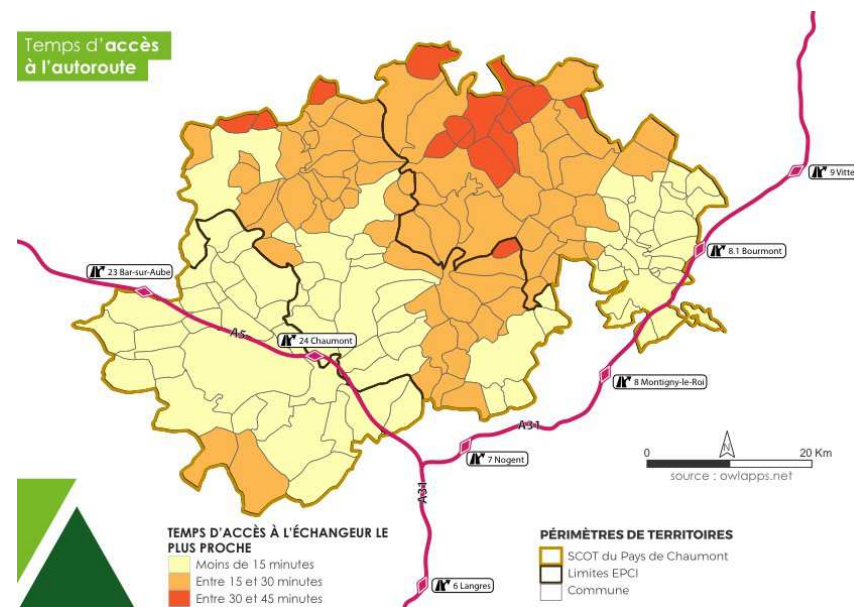 Temps d'accès
à l'autoroute
9 Vitte
8.1 Bourmont
23 Bar-sur-Aube
A5
24 Chaumont
8 Montigny-le-Roi
A31
7 Nogent
N
0
20 Km
source : owlapps.net
A31
6 Langres
TEMPS D'ACCÈS À L'ÉCHANGEUR LE
PLUS PROCHE
Moins de 15 minutes
Entre 15 et 30 minutes
Entre 30 et 45 minutes
PÉRIMÈTRES DE TERRITOIRES
SCOT du Pays de Chaumont
Limites EPCI
Commune